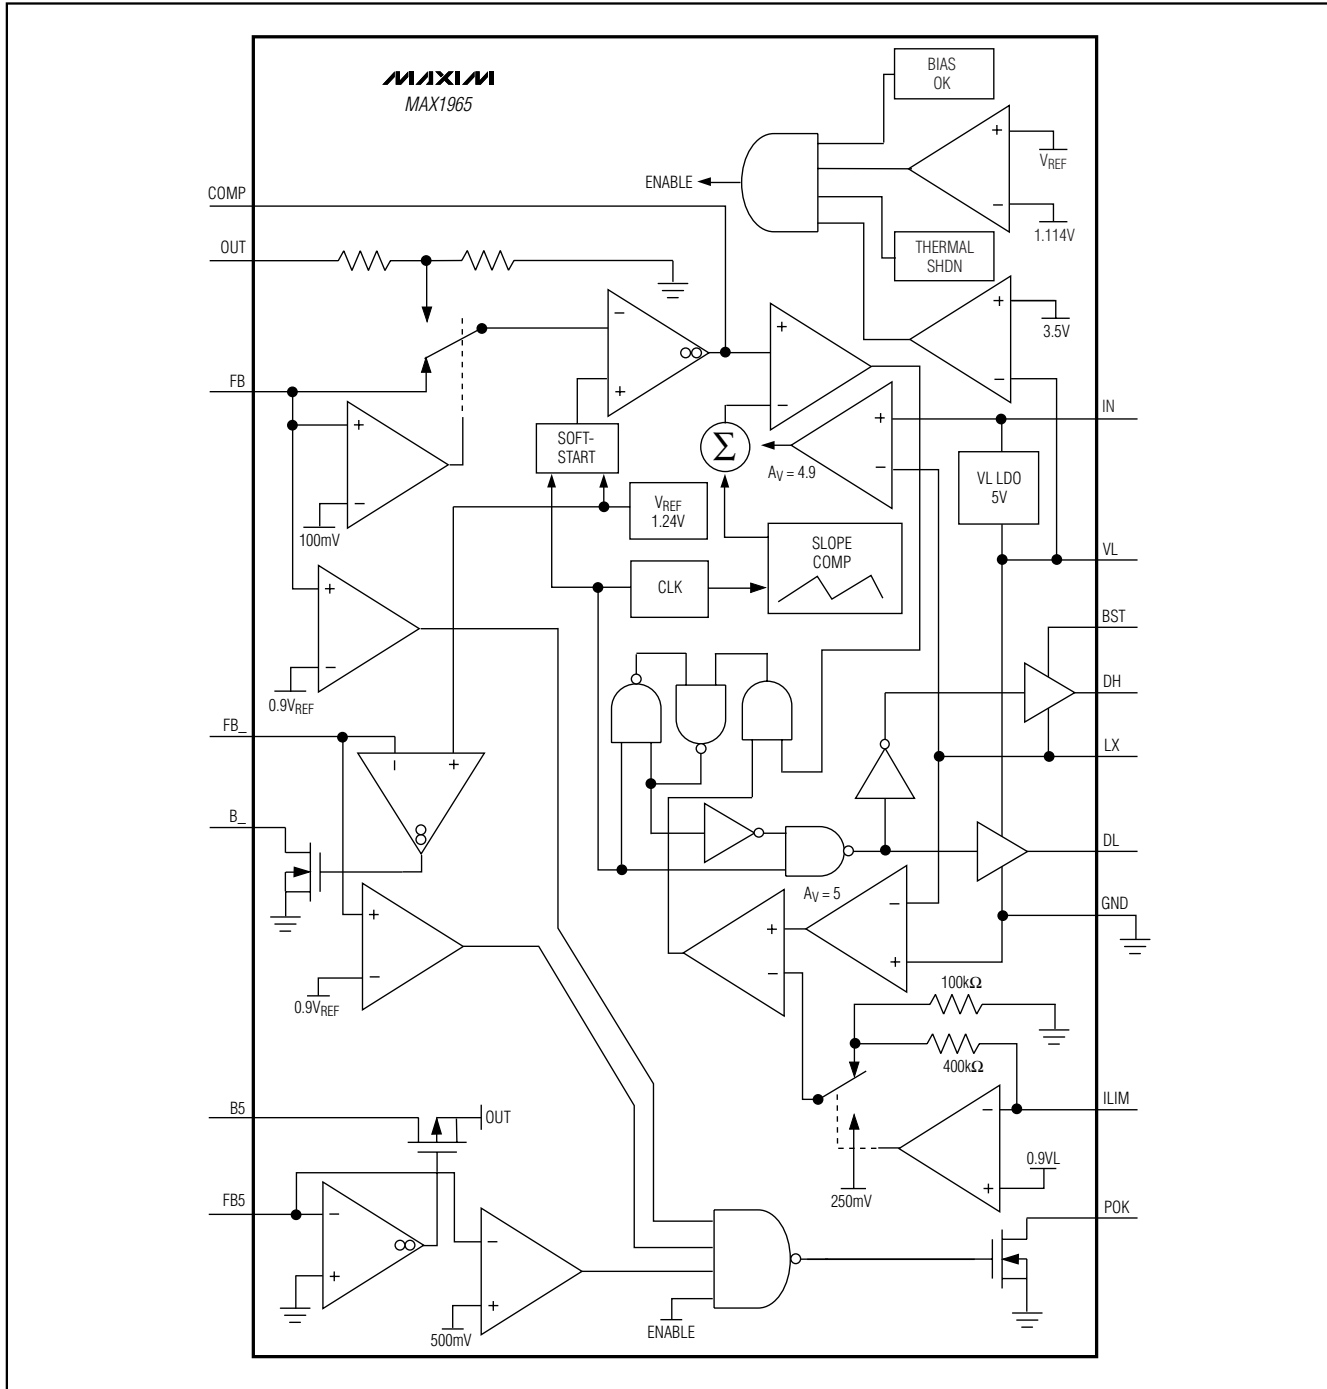 MAXIM
MAX1965
BIAS
OK
+
VREF
−
1.114V
ENABLE
COMP
OUT
THERMAL
SHDN
+
3.5V
−
−
+
+
−
FB
IN
+
−
AV = 4.9
SOFT-
START
Σ
VL LDO
5V
+
−
100mV
VREF
1.24V
SLOPE
COMP
VL
CLK
+
−
0.9VREF
BST
DH
FB_
LX
−
+
B_
DL
AV = 5
−
+
GND
+
−
+
−
0.9VREF
100kΩ
400kΩ
B5
OUT
ILIM
−
+
0.9VL
250mV
FB5
−
+
−
+
500mV
POK
ENABLE